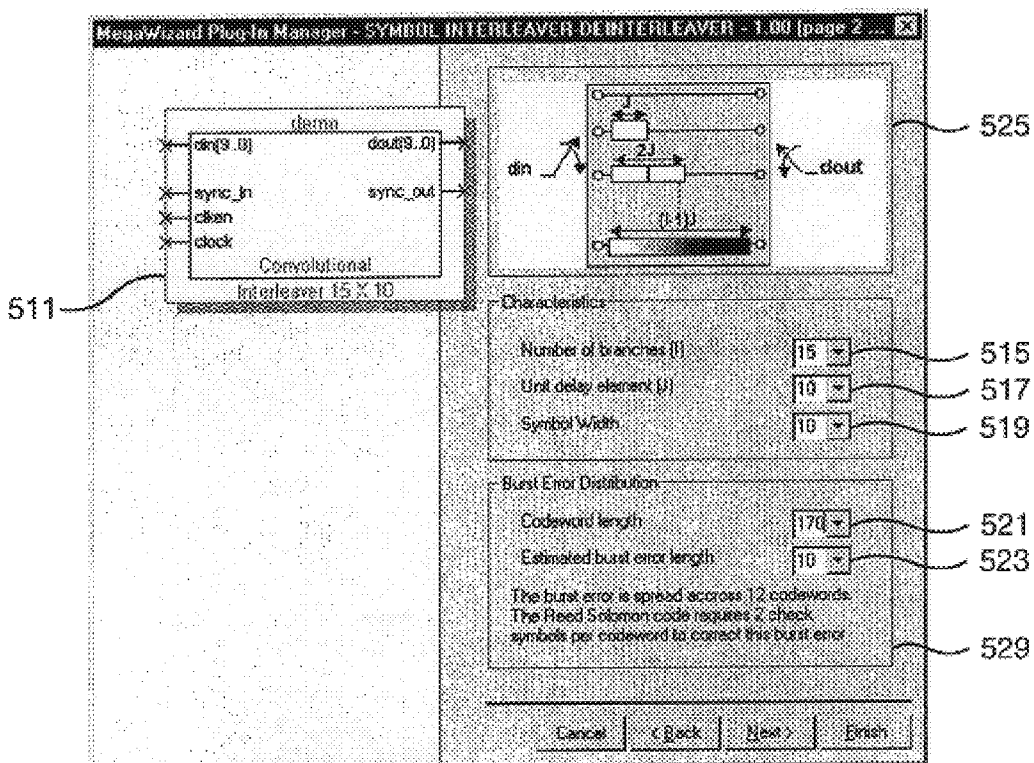 MegaWizard Plug-In Manager - SYMBOL INTERLEAVER DEINTERLEAVER - 1.00 [page 2 ...
demo
din[9..0]
dout[9..0]
sync_in
sync_out
clken
clock
Convolutional
Interleaver 15 X 10
511
J
2J
(I-1)J
din
dout
525
Characteristics
Number of branches (I)
15
515
Unit delay element (J)
10
517
Symbol Width
10
519
Burst Error Distribution
Codeword length
170
521
Estimated burst error length
10
523
The burst error is spread accross 12 codewords.
The Reed Solomon code requires 2 check
symbols per codeword to correct this burst error
529
Cancel
< Back
Next >
Finish